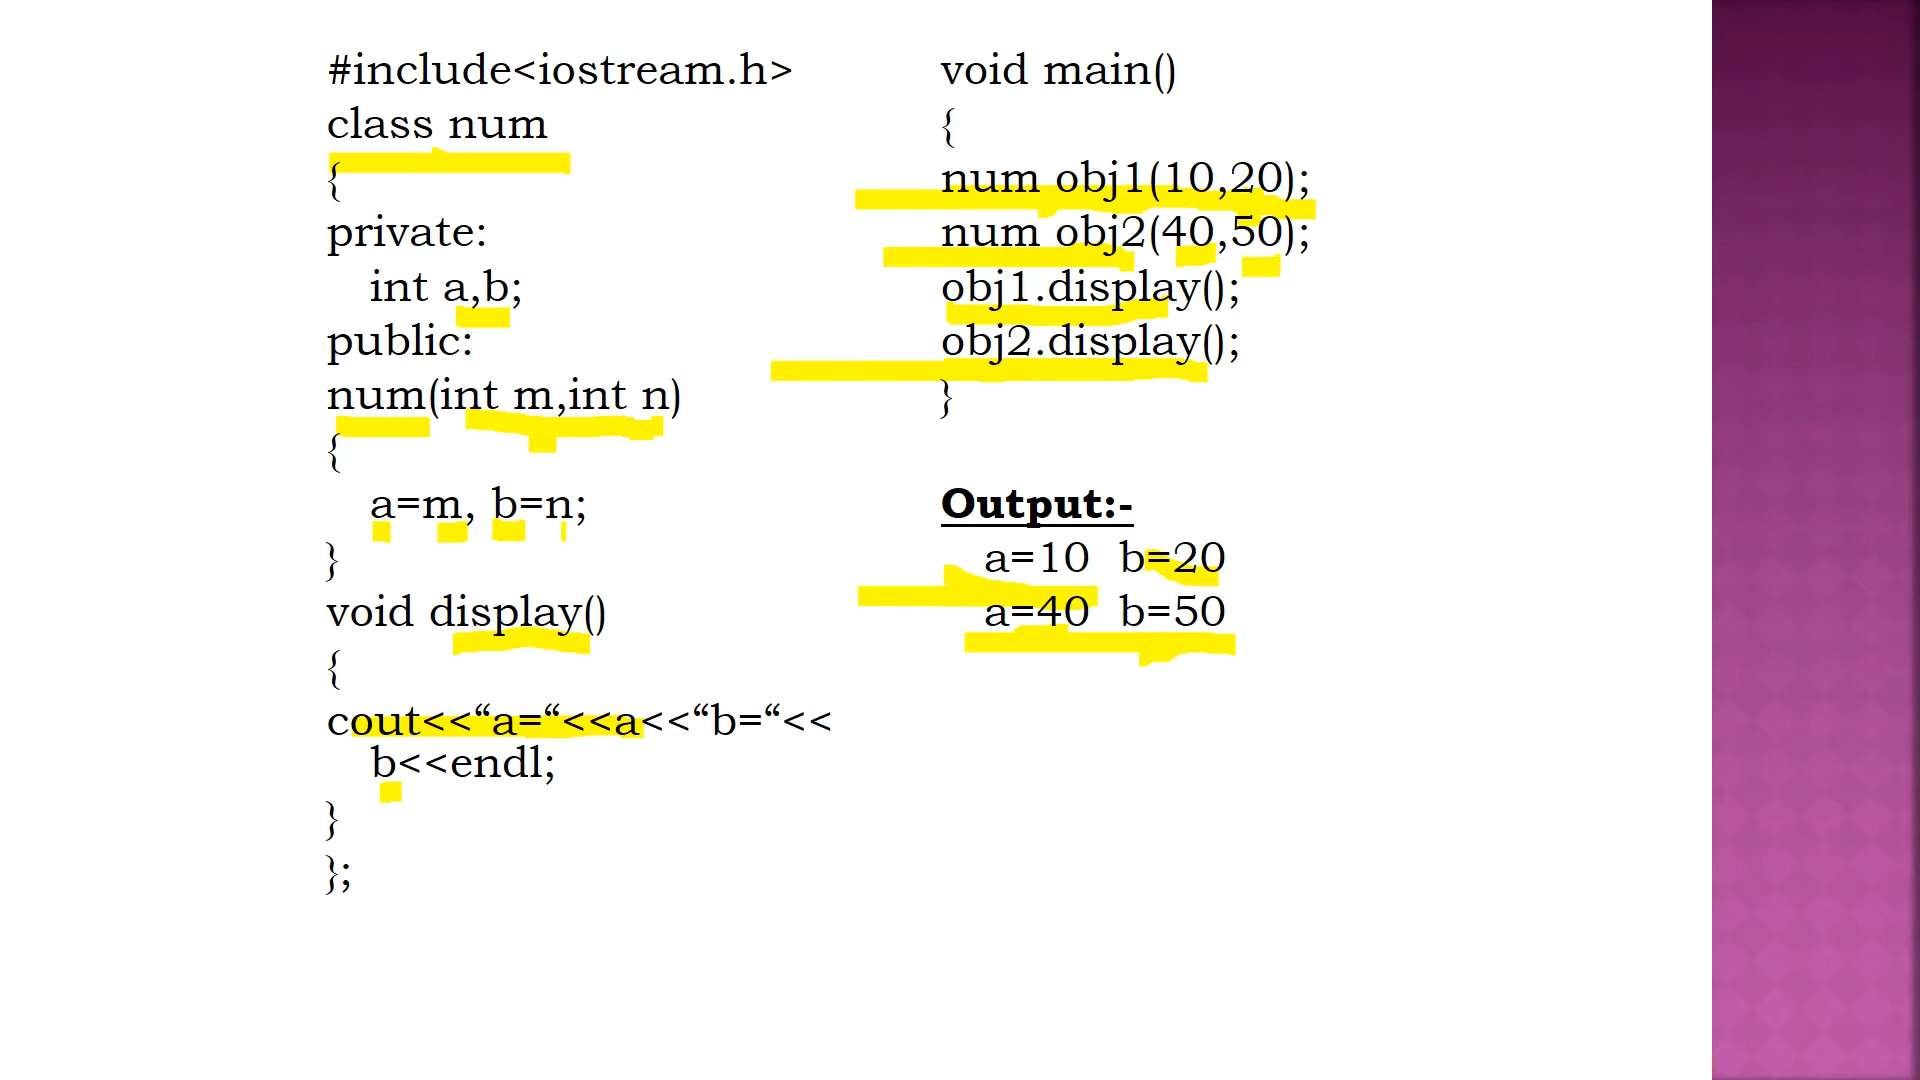 #include<iostream.h>
class num
{
private:
int a,b;
public:
num(int m,int n)
{
a=m, b=n;
}
void display()
{
cout<<“a=“<<a<<“b=“<<
b<<endl;
}
};
void main()
{
num obj1(10,20);
num obj2(40,50);
obj1.display();
obj2.display();
}
Output:-
a=10 b=20
a=40 b=50